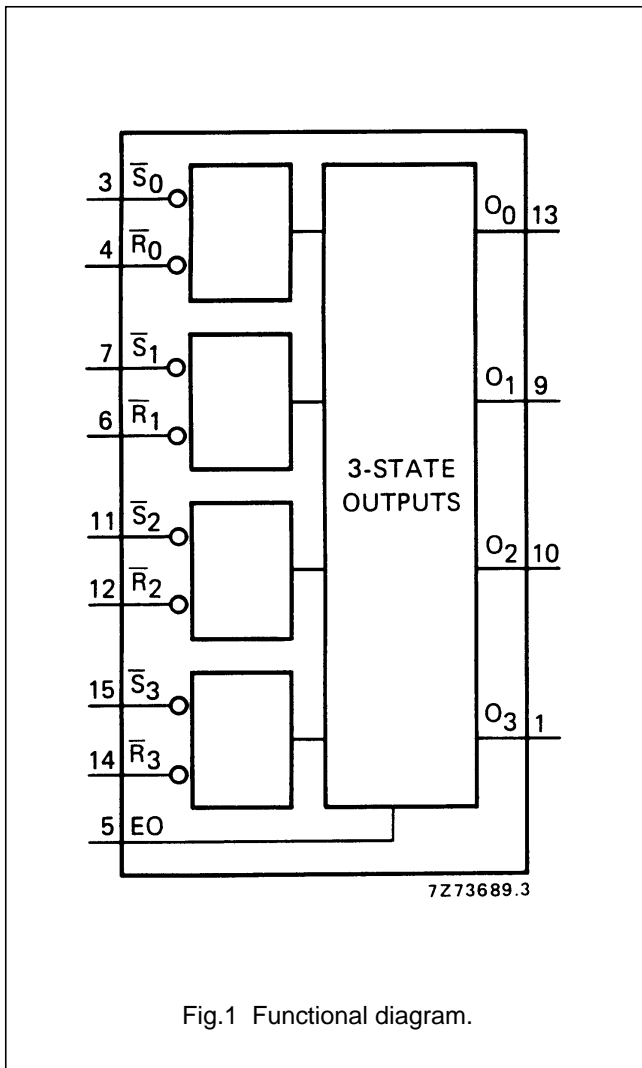 3 S̅0
4 R̅0
7 S̅1
6 R̅1
11 S̅2
12 R̅2
15 S̅3
14 R̅3
5 EO
3-STATE
OUTPUTS
O0 13
O1 9
O2 10
O3 1
7Z73689.3
Fig.1 Functional diagram.